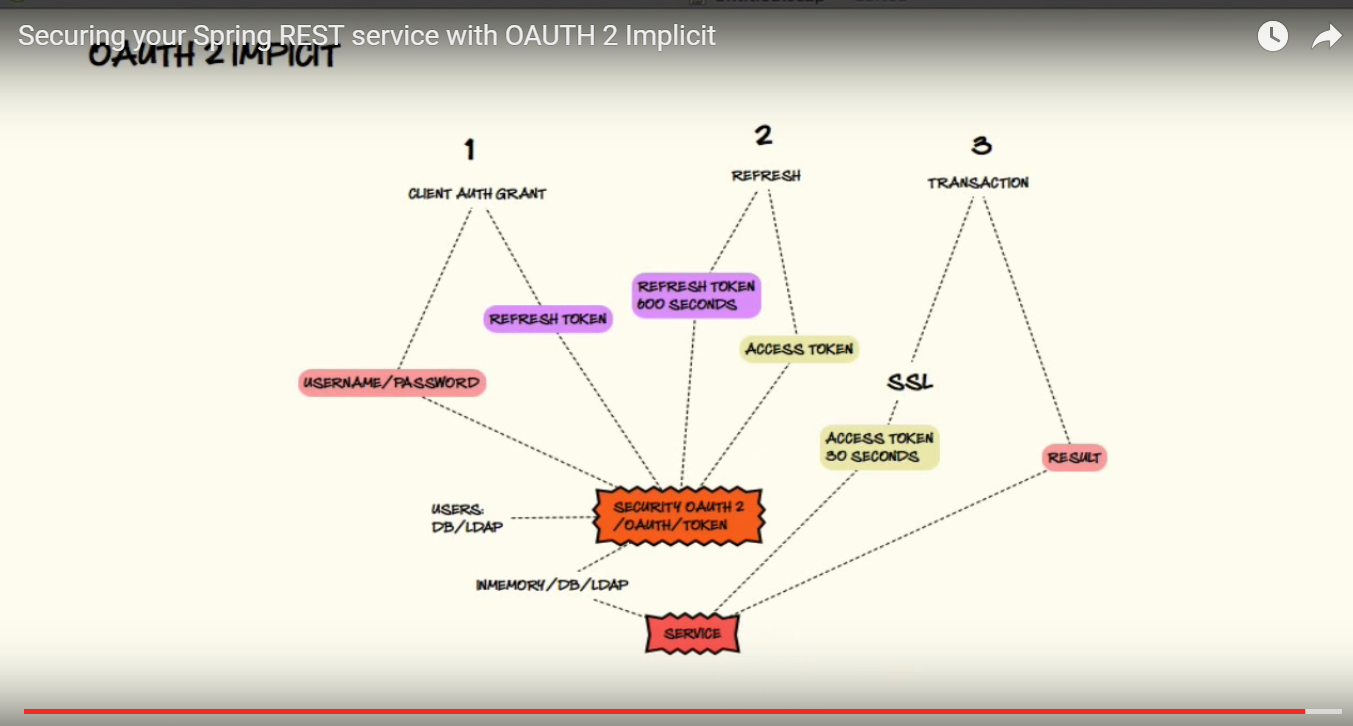 Securing your Spring REST service with OAUTH 2 Implicit
OAUTH 2 IMPICIT
1
2
3
CLIENT AUTH GRANT
REFRESH
TRANSACTION
REFRESH TOKEN
REFRESH TOKEN
600 SECONDS
ACCESS TOKEN
USERNAME/PASSWORD
SSL
ACCESS TOKEN
30 SECONDS
RESULT
USERS:
DB/LDAP
SECURITY OAUTH 2
/OAUTH/TOKEN
INMEMORY/DB/LDAP
SERVICE